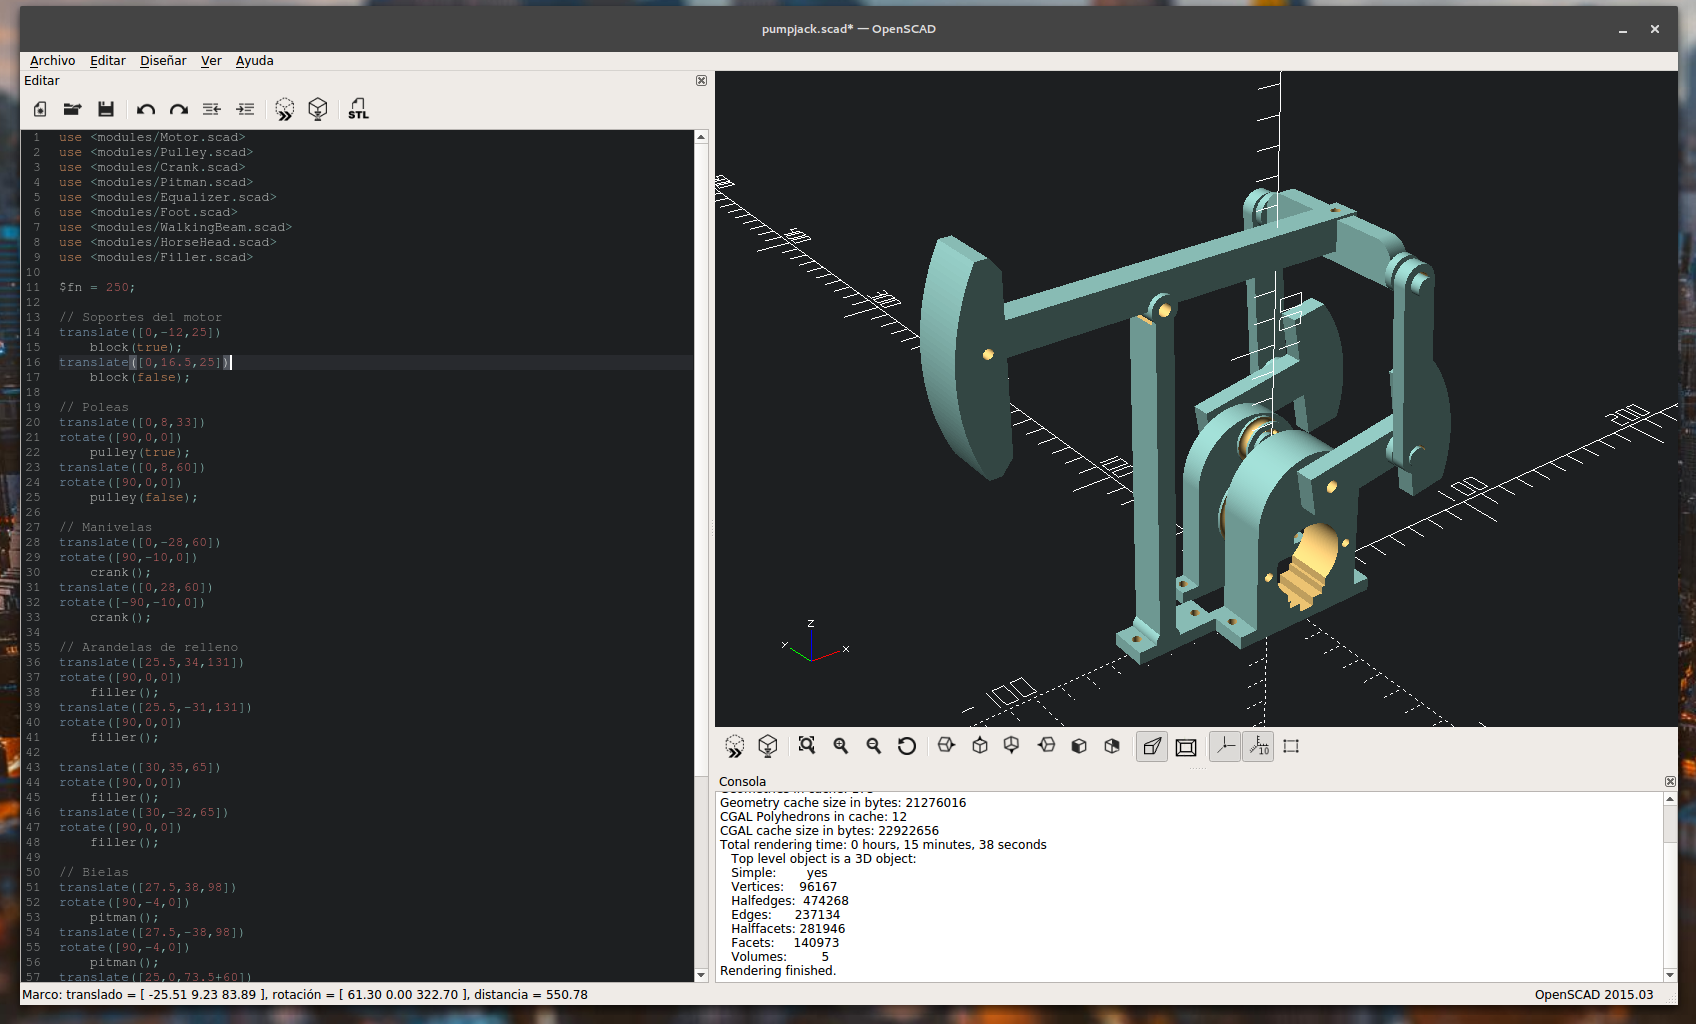 pumpjack.scad* — OpenSCAD
Archivo Editar Diseñar Ver Ayuda
Editar
STL
1 use <modules/Motor.scad>
2 use <modules/Pulley.scad>
3 use <modules/Crank.scad>
4 use <modules/Pitman.scad>
5 use <modules/Equalizer.scad>
6 use <modules/Foot.scad>
7 use <modules/WalkingBeam.scad>
8 use <modules/HorseHead.scad>
9 use <modules/Filler.scad>
10
11 $fn = 250;
12
13 // Soportes del motor
14 translate([0,-12,25])
15 block(true);
16 translate([0,16.5,25])
17 block(false);
18
19 // Poleas
20 translate([0,8,33])
21 rotate([90,0,0])
22 pulley(true);
23 translate([0,8,60])
24 rotate([90,0,0])
25 pulley(false);
26
27 // Manivelas
28 translate([0,-28,60])
29 rotate([90,-10,0])
30 crank();
31 translate([0,28,60])
32 rotate([-90,-10,0])
33 crank();
34
35 // Arandelas de relleno
36 translate([25.5,34,131])
37 rotate([90,0,0])
38 filler();
39 translate([25.5,-31,131])
40 rotate([90,0,0])
41 filler();
42
43 translate([30,35,65])
44 rotate([90,0,0])
45 filler();
46 translate([30,-32,65])
47 rotate([90,0,0])
48 filler();
49
50 // Bielas
51 translate([27.5,38,98])
52 rotate([90,-4,0])
53 pitman();
54 translate([27.5,-38,98])
55 rotate([90,-4,0])
56 pitman();
57 translate([25,0,73.5+60])
z
y
x
10
Consola
Geometry cache size in bytes: 21276016
CGAL Polyhedrons in cache: 12
CGAL cache size in bytes: 22922656
Total rendering time: 0 hours, 15 minutes, 38 seconds
Top level object is a 3D object:
Simple: yes
Vertices: 96167
Halfedges: 474268
Edges: 237134
Halffacets: 281946
Facets: 140973
Volumes: 5
Rendering finished.
Marco: translado = [ -25.51 9.23 83.89 ], rotación = [ 61.30 0.00 322.70 ], distancia = 550.78
OpenSCAD 2015.03